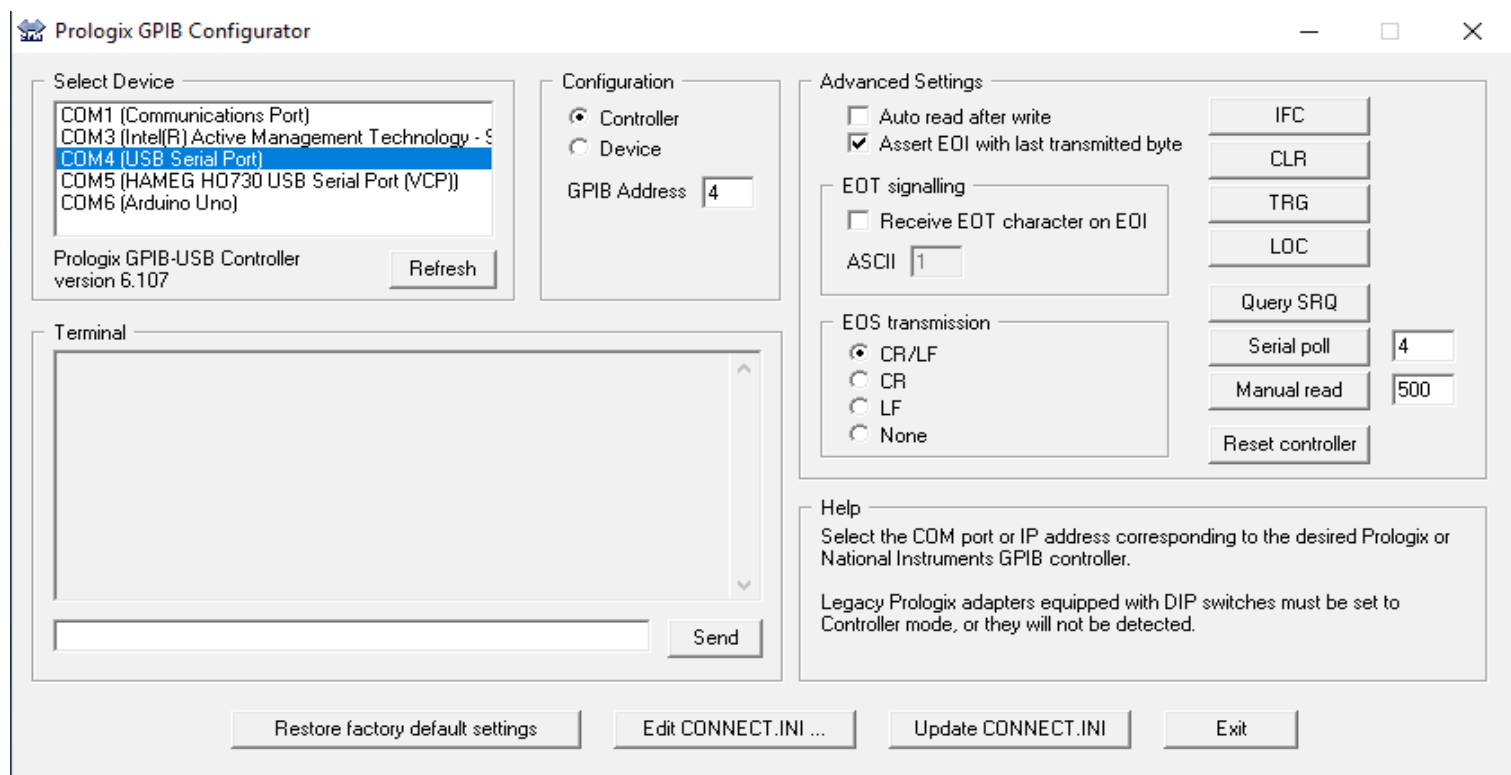 Prologix GPIB Configurator
Select Device
COM1 (Communications Port)
COM3 (Intel(R) Active Management Technology - S
COM4 (USB Serial Port)
COM5 (HAMEG HO730 USB Serial Port (VCP))
COM6 (Arduino Uno)
Prologix GPIB-USB Controller
version 6.107
Refresh
Configuration
Controller
Device
GPIB Address 4
Advanced Settings
Auto read after write
Assert EOI with last transmitted byte
EOT signalling
Receive EOT character on EOI
ASCII 1
EOS transmission
CR/LF
CR
LF
None
IFC
CLR
TRG
LOC
Query SRQ
Serial poll 4
Manual read 500
Reset controller
Terminal
Send
Help
Select the COM port or IP address corresponding to the desired Prologix or
National Instruments GPIB controller.
Legacy Prologix adapters equipped with DIP switches must be set to
Controller mode, or they will not be detected.
Restore factory default settings
Edit CONNECT.INI ...
Update CONNECT.INI
Exit